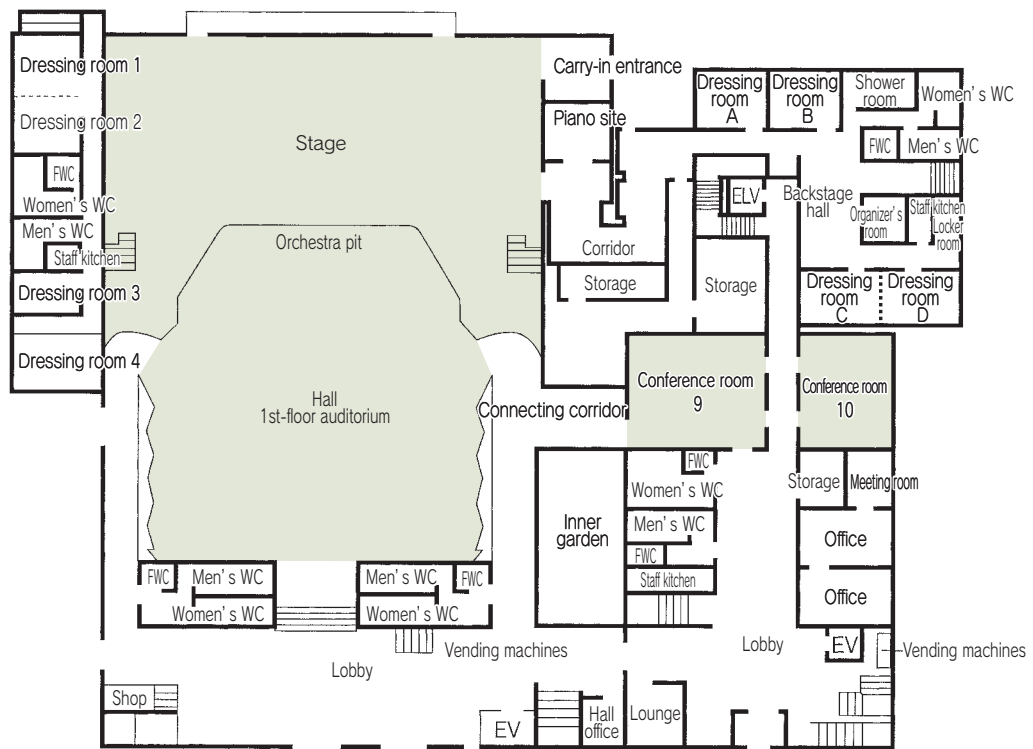 Dressing room 1
Dressing room 2
FWC
Women's WC
Men's WC
Staff kitchen
Dressing room 3
Dressing room 4
Stage
Orchestra pit
Hall
1st-floor auditorium
Carry-in entrance
Piano site
Corridor
Storage
Storage
ELV
Dressing
room
A
Dressing
room
B
Shower
room
Women's WC
FWC
Men's WC
Backstage
hall
Organizer's
room
Staff kitchen
Locker
room
Dressing
room
C
Dressing
room
D
Connecting corridor
Conference room
9
Conference room
10
FWC
Women's WC
Men's WC
FWC
Staff kitchen
Inner
garden
Storage
Meeting room
Office
Office
FWC
Men's WC
Women's WC
Men's WC
FWC
Women's WC
Vending machines
Lobby
Shop
EV
Hall
office
Lounge
Lobby
EV
Vending machines